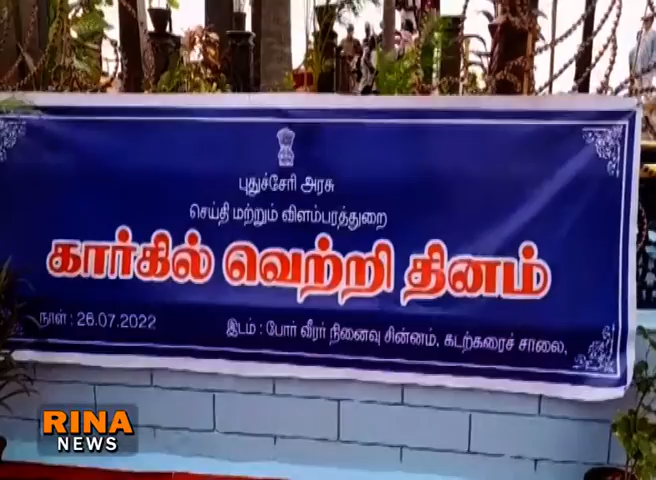 புதுச்சேரி அரசு
செய்தி மற்றும் விளம்பரத்துறை
கார்கில் வெற்றி தினம்
நாள் : 26.07.2022
இடம் : போர் வீரர் நினைவு சின்னம், கடற்கரைச் சாலை,
RINA
NEWS